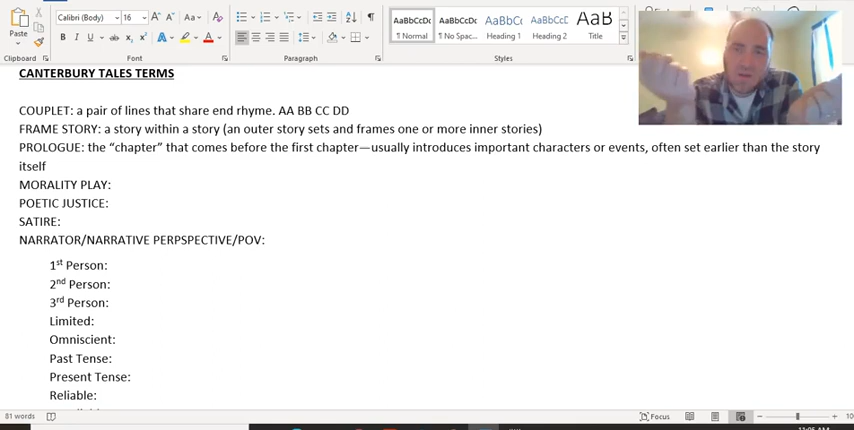 Calibri (Body)
16
Paste
Clipboard
Font
Paragraph
AaBbCcDc
AaBbCcDc
AaBbCc
AaBbCcE
AaB
¶ Normal
¶ No Spac...
Heading 1
Heading 2
Title
Styles
CANTERBURY TALES TERMS
COUPLET: a pair of lines that share end rhyme. AA BB CC DD
FRAME STORY: a story within a story (an outer story sets and frames one or more inner stories)
PROLOGUE: the “chapter” that comes before the first chapter—usually introduces important characters or events, often set earlier than the story
itself
MORALITY PLAY:
POETIC JUSTICE:
SATIRE:
NARRATOR/NARRATIVE PERPSPECTIVE/POV:
1st Person:
2nd Person:
3rd Person:
Limited:
Omniscient:
Past Tense:
Present Tense:
Reliable:
81 words
Focus